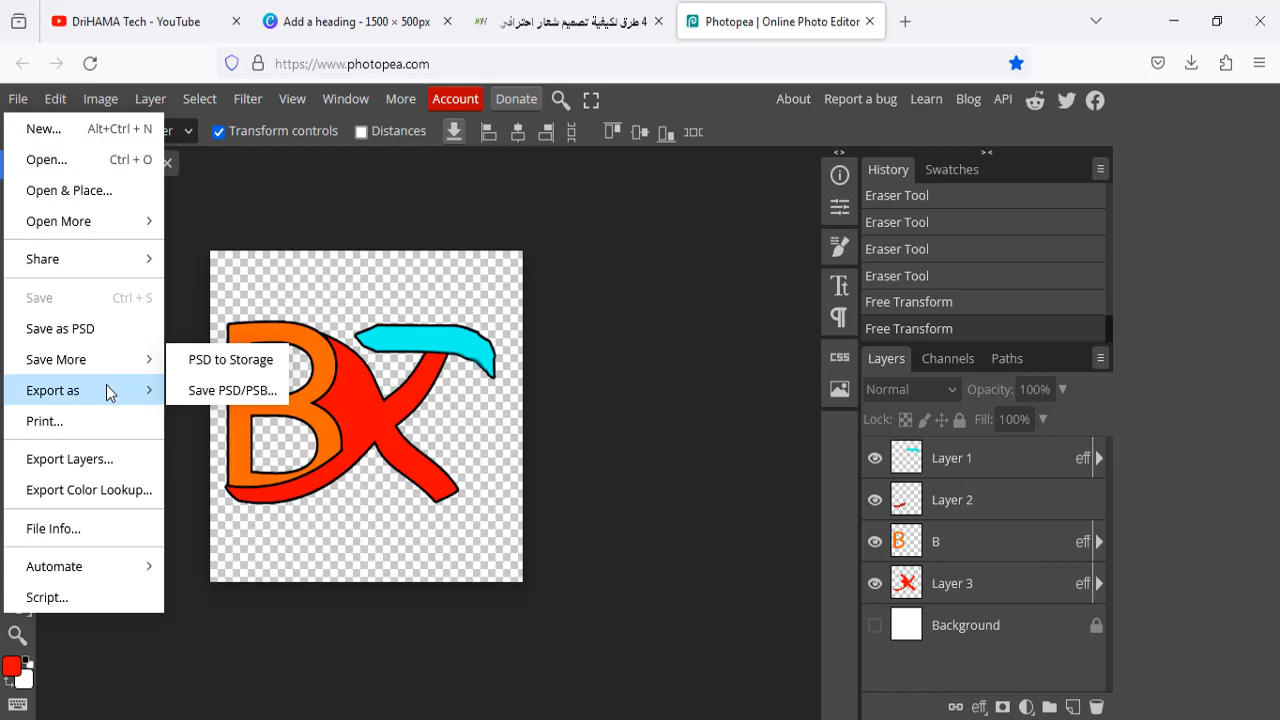 DriHAMA Tech - YouTube
Add a heading - 1500 × 500px
4 طرق لكيفية تصميم شعار احترافي
Photopea | Online Photo Editor
https://www.photopea.com
File Edit Image Layer Select Filter View Window More Account Donate
About Report a bug Learn Blog API
Transform controls
Distances
New... Alt+Ctrl + N
Open... Ctrl + O
Open & Place...
Open More
Share
Save Ctrl + S
Save as PSD
Save More
Export as
Print...
Export Layers...
Export Color Lookup...
File Info...
Automate
Script...
PSD to Storage
Save PSD/PSB...
BXT
History Swatches
Eraser Tool
Eraser Tool
Eraser Tool
Eraser Tool
Free Transform
Free Transform
CSS
Layers Channels Paths
Normal Opacity: 100%
Lock: Fill: 100%
Layer 1 eff
Layer 2
B eff
Layer 3 eff
Background
eff